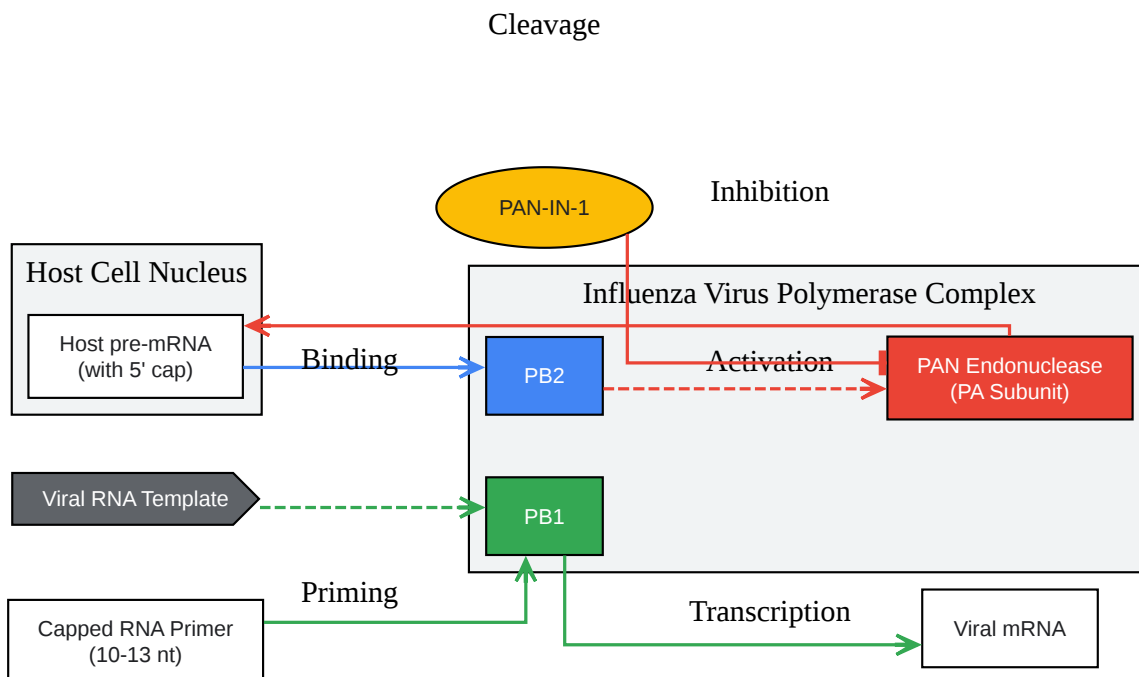 Cleavage
PAN-IN-1
Inhibition
Host Cell Nucleus
Influenza Virus Polymerase Complex
Host pre-mRNA
(with 5' cap)
Binding
PB2
Activation
PAN Endonuclease
(PA Subunit)
Viral RNA Template
PB1
Priming
Transcription
Capped RNA Primer
(10-13 nt)
Viral mRNA